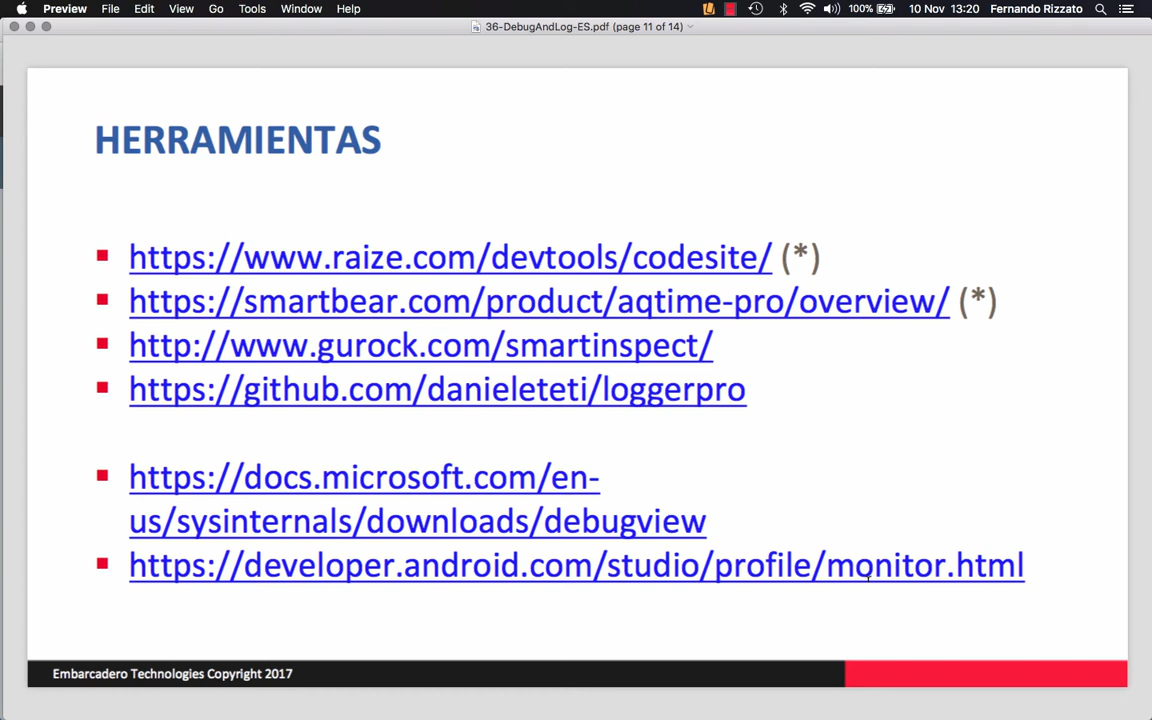 Preview File Edit View Go Tools Window Help 100% 10 Nov 13:20 Fernando Rizzato
36-DebugAndLog-ES.pdf (page 11 of 14)
HERRAMIENTAS
https://www.raize.com/devtools/codesite/ (*)
https://smartbear.com/product/aqtime-pro/overview/ (*)
http://www.gurock.com/smartinspect/
https://github.com/danieleteti/loggerpro
https://docs.microsoft.com/en-
us/sysinternals/downloads/debugview
https://developer.android.com/studio/profile/monitor.html
Embarcadero Technologies Copyright 2017